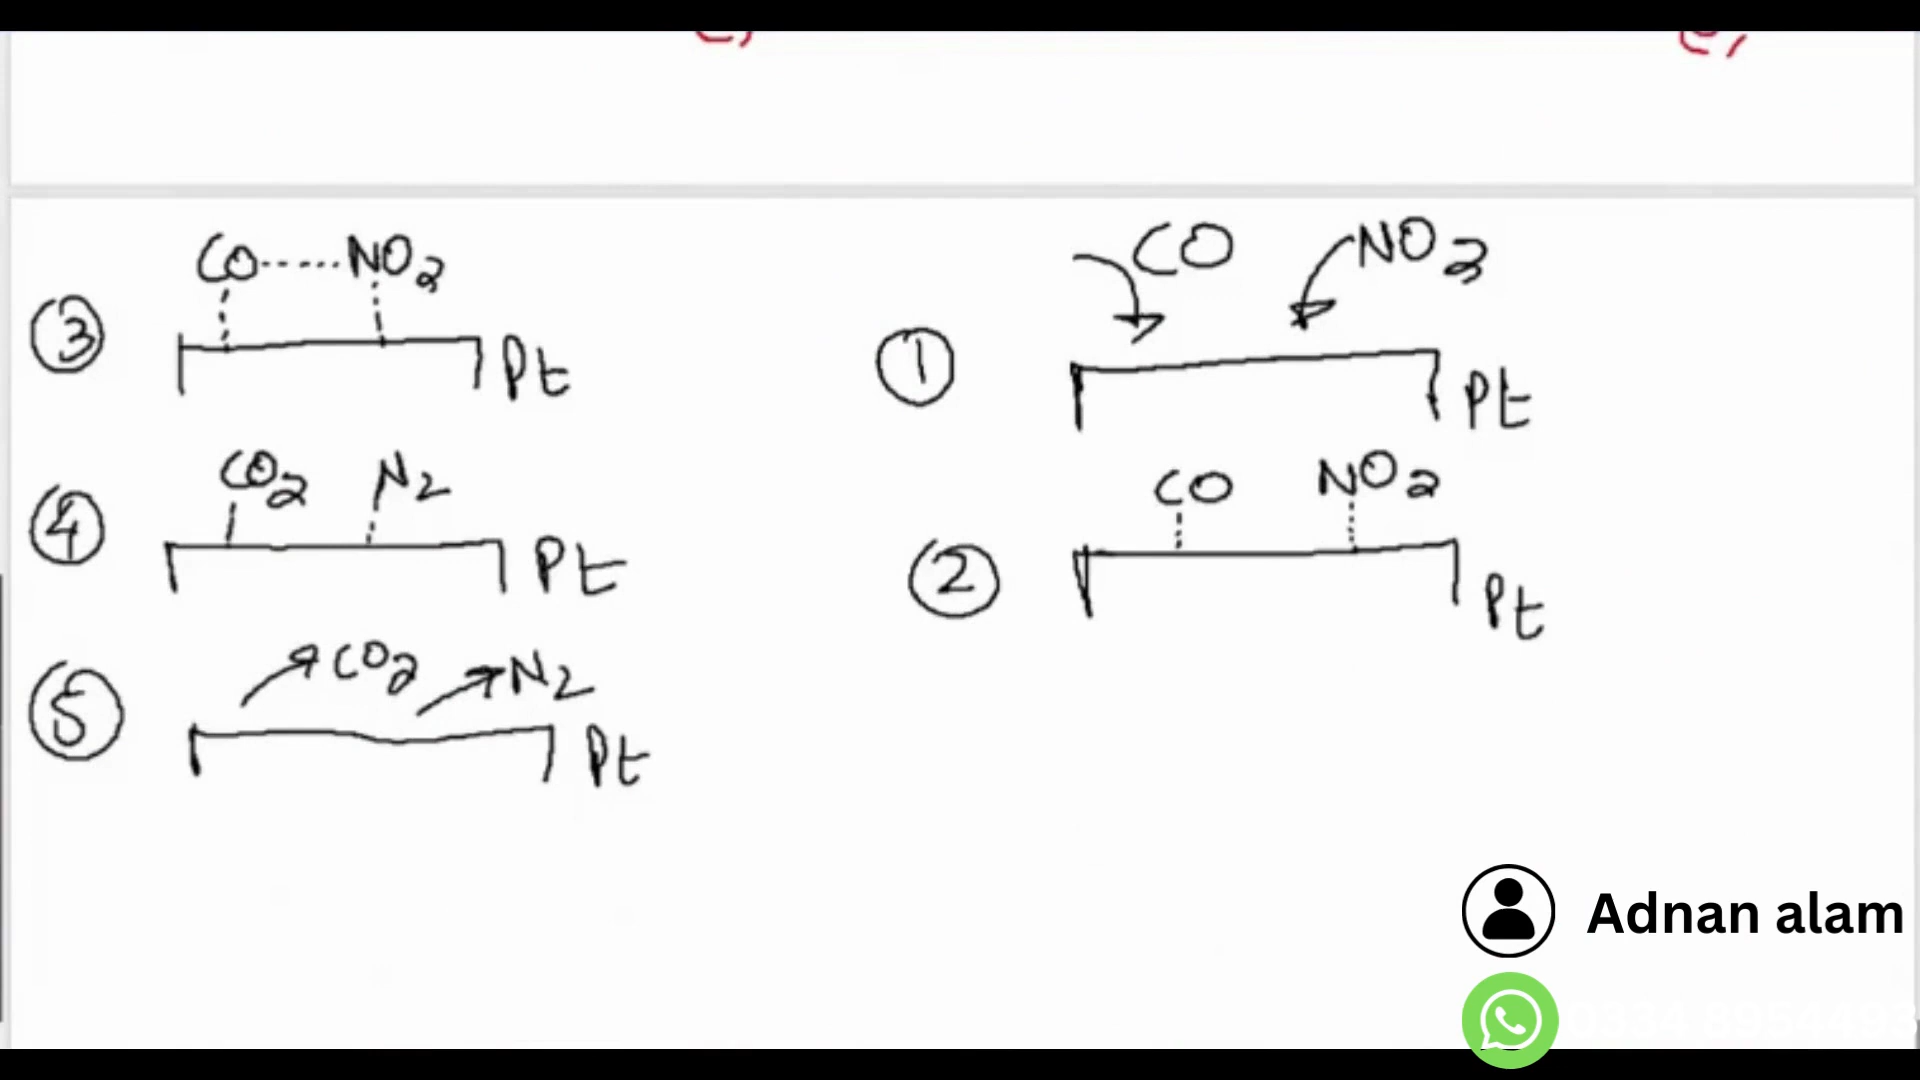 ③ CO-----NO₂
Pt
④ CO₂ N₂
Pt
⑤ CO₂ N₂
Pt
① CO NO₂
Pt
② CO NO₂
Pt
Adnan alam